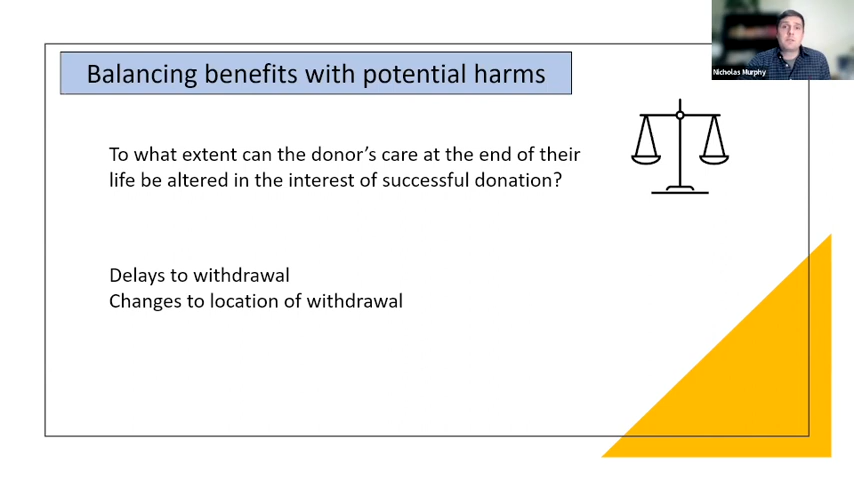 Balancing benefits with potential harms
Nicholas Murphy
To what extent can the donor's care at the end of their
life be altered in the interest of successful donation?
Delays to withdrawal
Changes to location of withdrawal